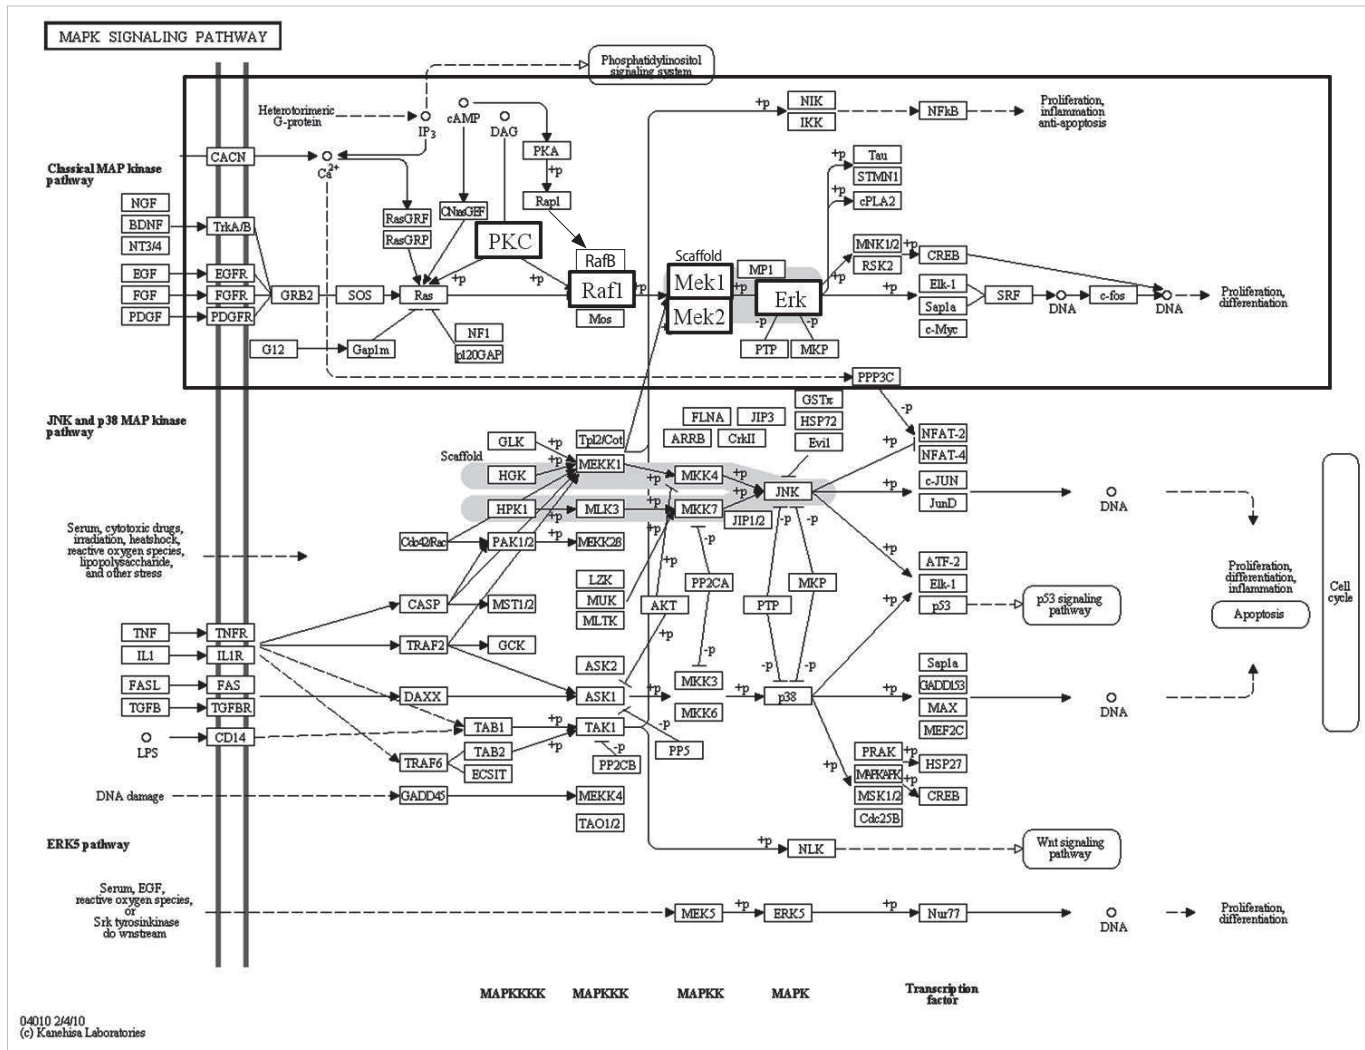 MAPK SIGNALING PATHWAY
Phosphatidylinositol
signaling system
Heterotorimeric
G-protein
IP3
cAMP
DAG
PKA
+p
Rap1
+p
NIK
IKK
NFkB
Proliferation,
inflammation
anti-apoptosis
Classical MAP kinase
pathway
CACN
Ca2+
NGF
BDNF
NT3/4
TrkA/B
RasGRF
RasGRP
CNrasGEF
PKC
RafB
Raf1
Mos
Scaffold
Mek1
Mek2
MP1
Erk
+p
Tau
STMN1
+p
cPLA2
MNK1/2
+p
RSK2
CREB
EGF
EGFR
FGF
FGFR
PDGF
PDGFR
GRB2
SOS
Ras
+p
+p
+p
+p
+p
+p
-p
-p
PTP
MKP
+p
Elk-1
Sap1a
c-Myc
SRF
DNA
c-fos
DNA
Proliferation,
differentiation
G12
Gap1m
NF1
p120GAP
PPP3C
-p
JNK and p38 MAP kinase
pathway
Scaffold
GLK
HGK
HPK1
+p
+p
+p
+p
Tpl2/Cot
MEKK1
MLK3
MEKK2B
+p
+p
+p
FLNA
JIP3
ARRB
CrkII
GSTπ
HSP72
Evi1
MKK4
MKK7
+p
+p
JNK
JIP1/2
NFAT-2
NFAT-4
+p
c-JUN
JunD
DNA
Serum, cytotoxic drugs,
irradiation, heatshock,
reactive oxygen species,
lipopolysaccharide,
and other stress
Cdc42/Rac
PAK1/2
CASP
MST1/2
TRAF2
GCK
LZK
MUK
MLTK
AKT
+p
+p
-p
PP2CA
-p
-p
-p
PTP
MKP
-p
-p
+p
+p
ATF-2
Elk-1
p53
p53 signaling
pathway
Proliferation,
differentiation,
inflammation
Apoptosis
Cell
cycle
TNF
TNFR
IL1
IL1R
FASL
FAS
TGFB
TGFBR
LPS
CD14
DAXX
ASK2
ASK1
+p
MKK3
MKK6
+p
p38
+p
Sap1a
GADD153
MAX
MEF2C
DNA
TAB1
+p
TAK1
-p
PP5
TAB2
+p
ECSIT
TRAF6
-p
PP2CB
+p
PRAK
+p
MAPKAPK
+p
MSK1/2
Cdc25B
HSP27
CREB
DNA damage
GADD45
MEKK4
TAO1/2
ERK5 pathway
+p
NLK
Wnt signaling
pathway
Serum, EGF,
reactive oxygen species,
or
Srk tyrosinkinase
do wnstream
MEK5
+p
ERK5
+p
Nur77
DNA
Proliferation,
differentiation
MAPKKKK
MAPKKK
MAPKK
MAPK
Transcription
factor
04010 2/4/10
(c) Kanehisa Laboratories